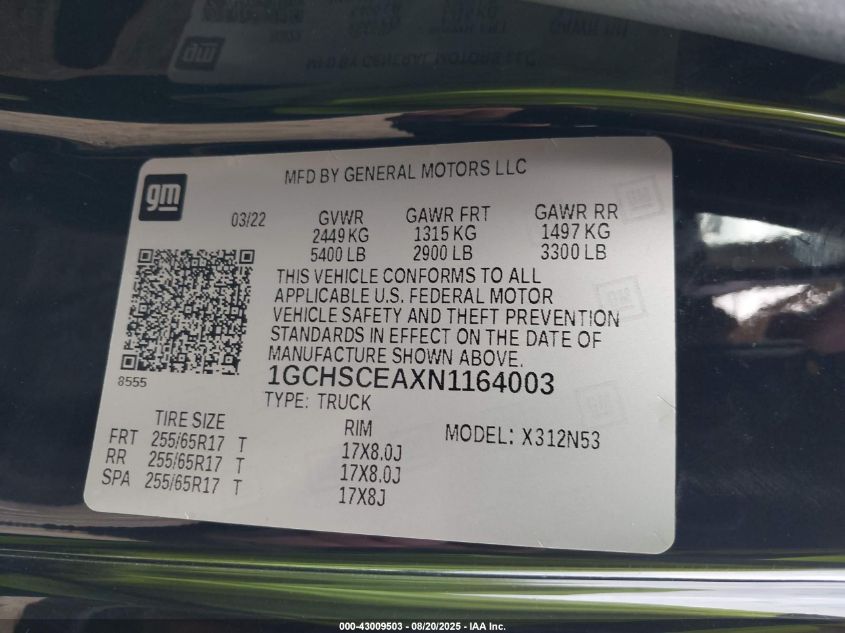 MFD BY GENERAL MOTORS LLC
gm
03/22
GVWR GAWR FRT GAWR RR
2449 KG 1315 KG 1497 KG
5400 LB 2900 LB 3300 LB
THIS VEHICLE CONFORMS TO ALL
APPLICABLE U.S. FEDERAL MOTOR
VEHICLE SAFETY AND THEFT PREVENTION
STANDARDS IN EFFECT ON THE DATE OF
MANUFACTURE SHOWN ABOVE.
8555
1GCHSCEAXN1164003
TYPE: TRUCK
TIRE SIZE RIM MODEL: X312N53
FRT 255/65R17 T 17X8.0J
RR 255/65R17 T 17X8.0J
SPA 255/65R17 T 17X8J
000-43009503 - 08/20/2025 - IAA Inc.